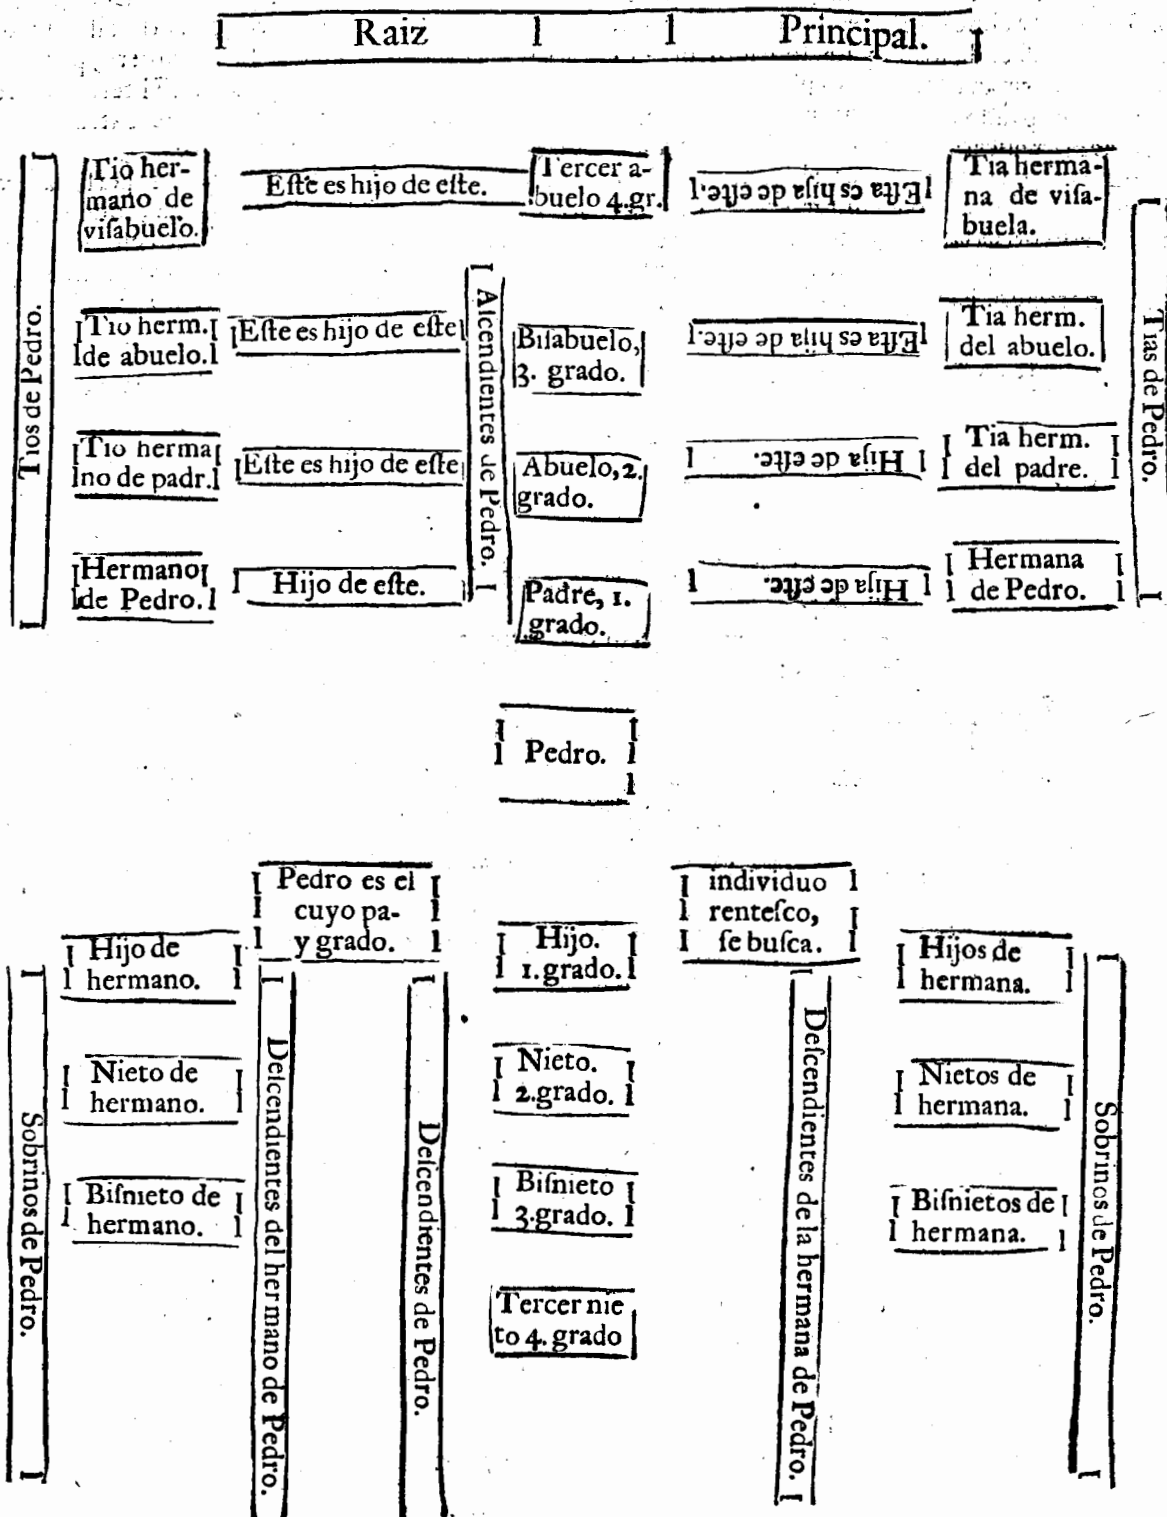 Raiz Principal.
Tios de Pedro.
Tio her-
mano de
viſabuelo.
Eſte es hijo de eſte.
Tercer a-
buelo 4.gr.
Eſta es hija de eſte.
Tia herma-
na de viſa-
buela.
Tias de Pedro.
Tio herm.
de abuelo.
Eſte es hijo de eſte
Aſcendientes de Pedro.
Biſabuelo,
3. grado.
Eſta es hija de eſte.
Tia herm.
del abuelo.
Tio herma
no de padr.
Eſte es hijo de eſte
Abuelo, 2.
grado.
Hija de eſte.
Tia herm.
del padre.
Hermano
de Pedro.
Hijo de eſte.
Padre, 1.
grado.
Hija de eſte.
Hermana
de Pedro.
Pedro.
Pedro es el
cuyo pa-
y grado.
individuo
renteſco,
ſe buſca.
Sobrinos de Pedro.
Hijo de
hermano.
Deſcendientes del hermano de Pedro.
Deſcendientes de Pedro.
Hijo.
1.grado.
Deſcendientes de la hermana de Pedro.
Hijos de
hermana.
Sobrinos de Pedro.
Nieto de
hermano.
Nieto.
2.grado.
Nietos de
hermana.
Biſnieto de
hermano.
Biſnieto
3.grado.
Biſnietos de
hermana.
Tercer nie
to 4. grado